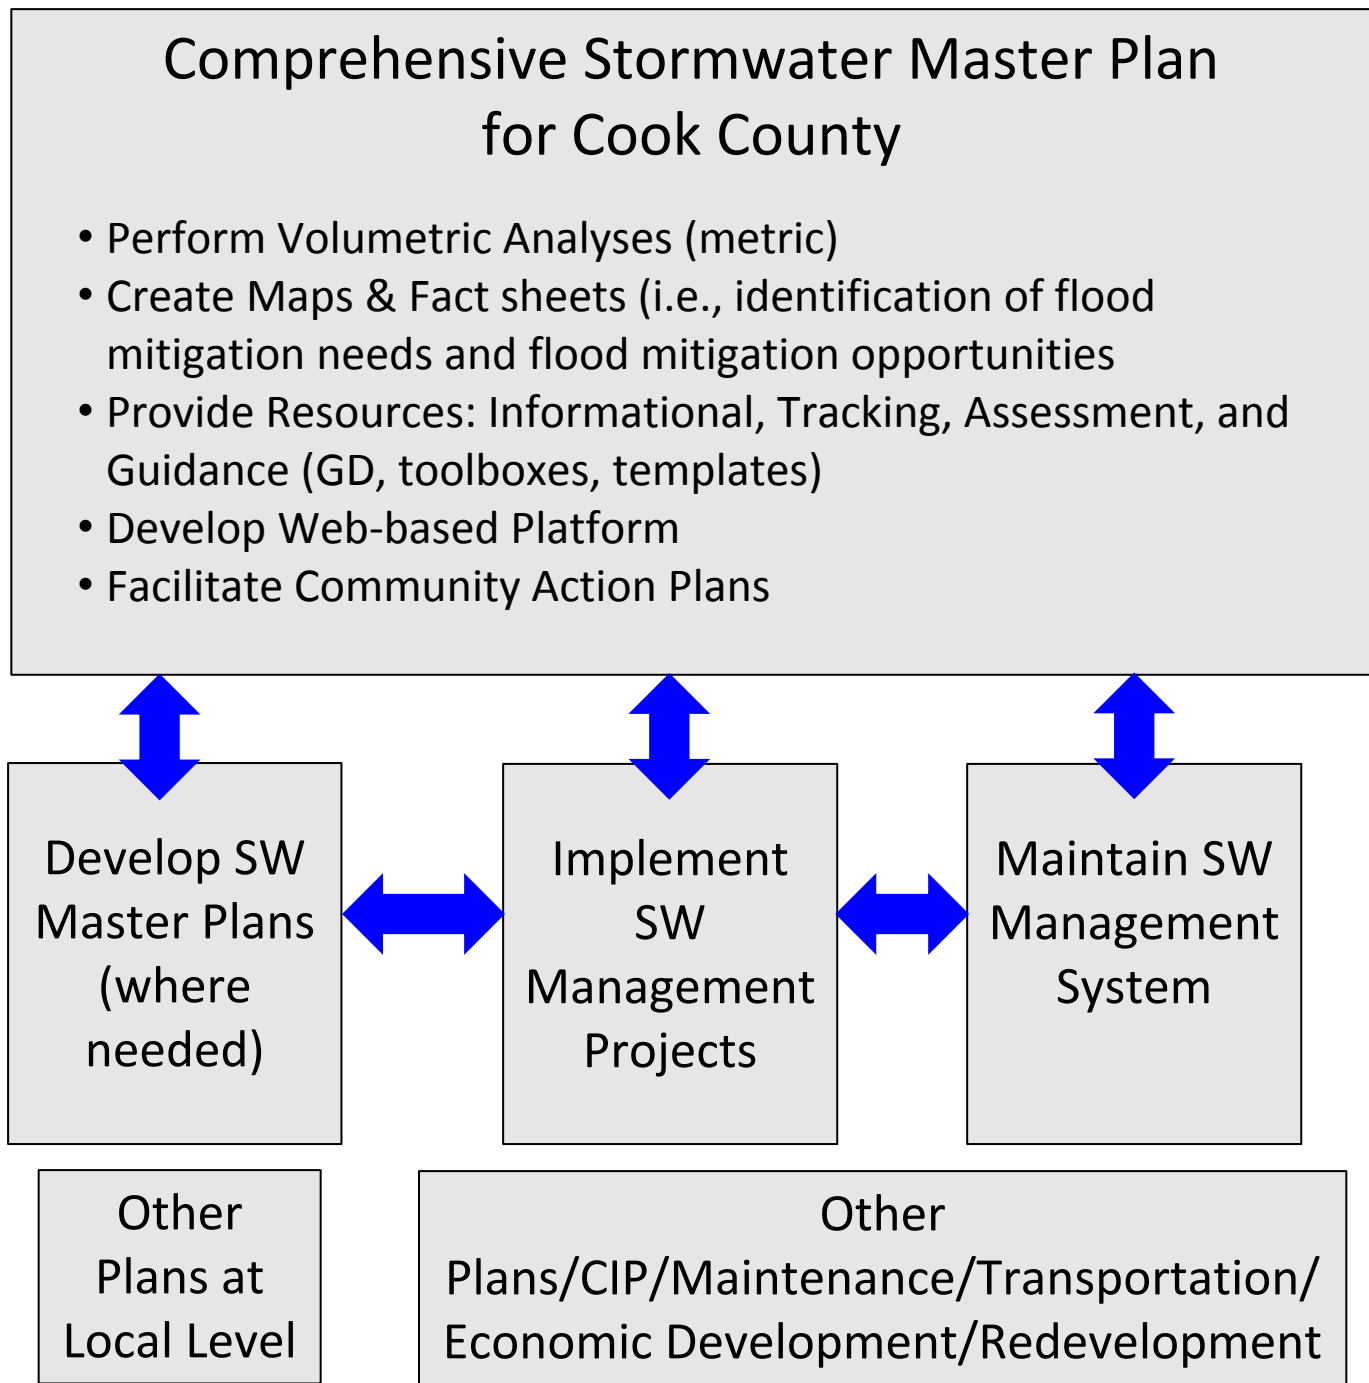 Comprehensive Stormwater Master Plan
for Cook County
• Perform Volumetric Analyses (metric)
• Create Maps & Fact sheets (i.e., identification of flood
mitigation needs and flood mitigation opportunities
• Provide Resources: Informational, Tracking, Assessment, and
Guidance (GD, toolboxes, templates)
• Develop Web-based Platform
• Facilitate Community Action Plans
Develop SW
Master Plans
(where
needed)
Implement
SW
Management
Projects
Maintain SW
Management
System
Other
Plans at
Local Level
Other
Plans/CIP/Maintenance/Transportation/
Economic Development/Redevelopment